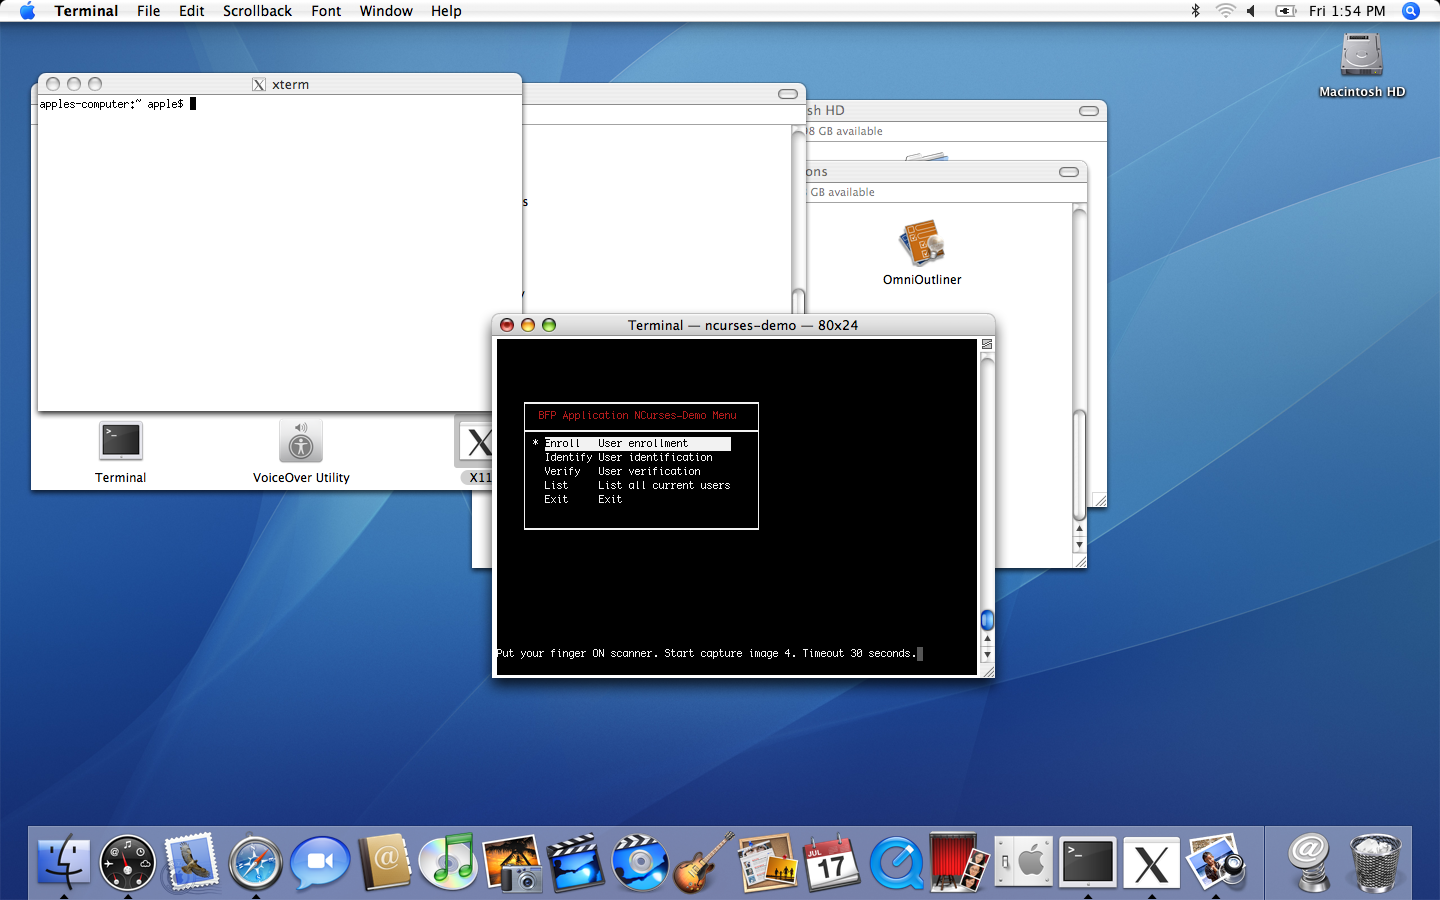 Terminal File Edit Scrollback Font Window Help Fri 1:54 PM
Macintosh HD
xterm
apples-computer:~ apple$
sh HD
98 GB available
ons
GB available
s
OmniOutliner
Terminal — ncurses-demo — 80x24
BFP Application NCurses-Demo Menu
* Enroll User enrollment
Identify User identification
Verify User verification
List List all current users
Exit Exit
Put your finger ON scanner. Start capture image 4. Timeout 30 seconds.
Terminal
VoiceOver Utility
X11
JUL
17